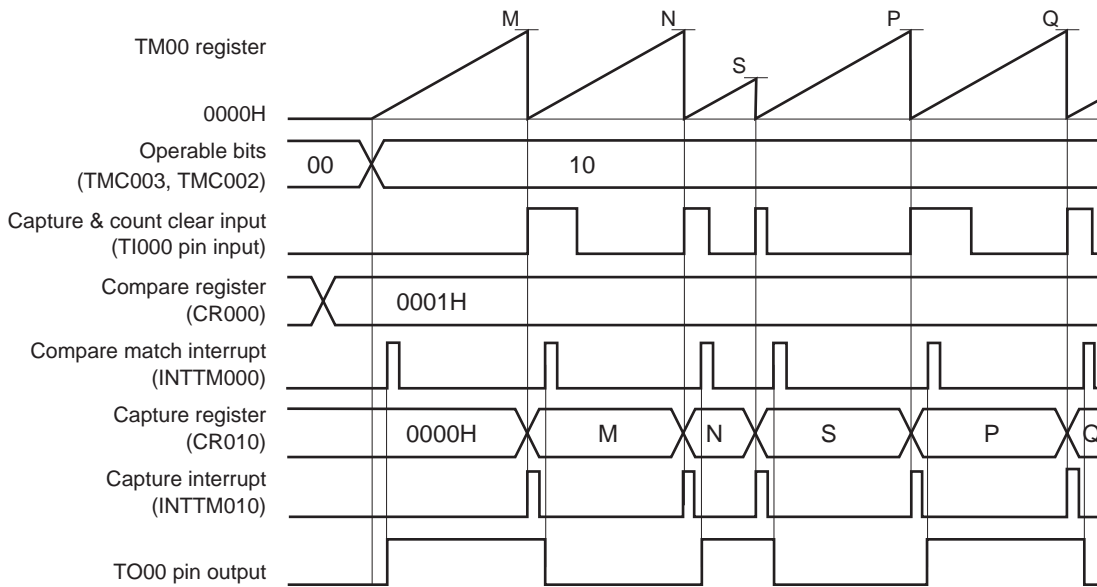 M N P Q
TM00 register
S
0000H
Operable bits
(TMC003, TMC002)
00 10
Capture & count clear input
(TI000 pin input)
Compare register
(CR000)
0001H
Compare match interrupt
(INTTM000)
Capture register
(CR010)
0000H M N S P Q
Capture interrupt
(INTTM010)
TO00 pin output